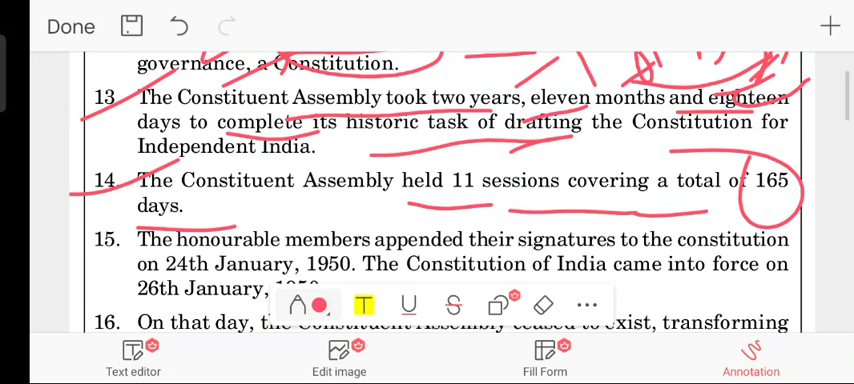 Done
governance, a Constitution.
13 The Constituent Assembly took two years, eleven months and eighteen
days to complete its historic task of drafting the Constitution for
Independent India.
14. The Constituent Assembly held 11 sessions covering a total of 165
days.
15. The honourable members appended their signatures to the constitution
on 24th January, 1950. The Constitution of India came into force on
26th January,
16. On that day, the Constituent Assembly ceased to exist, transforming
Text editor
Edit image
Fill Form
Annotation